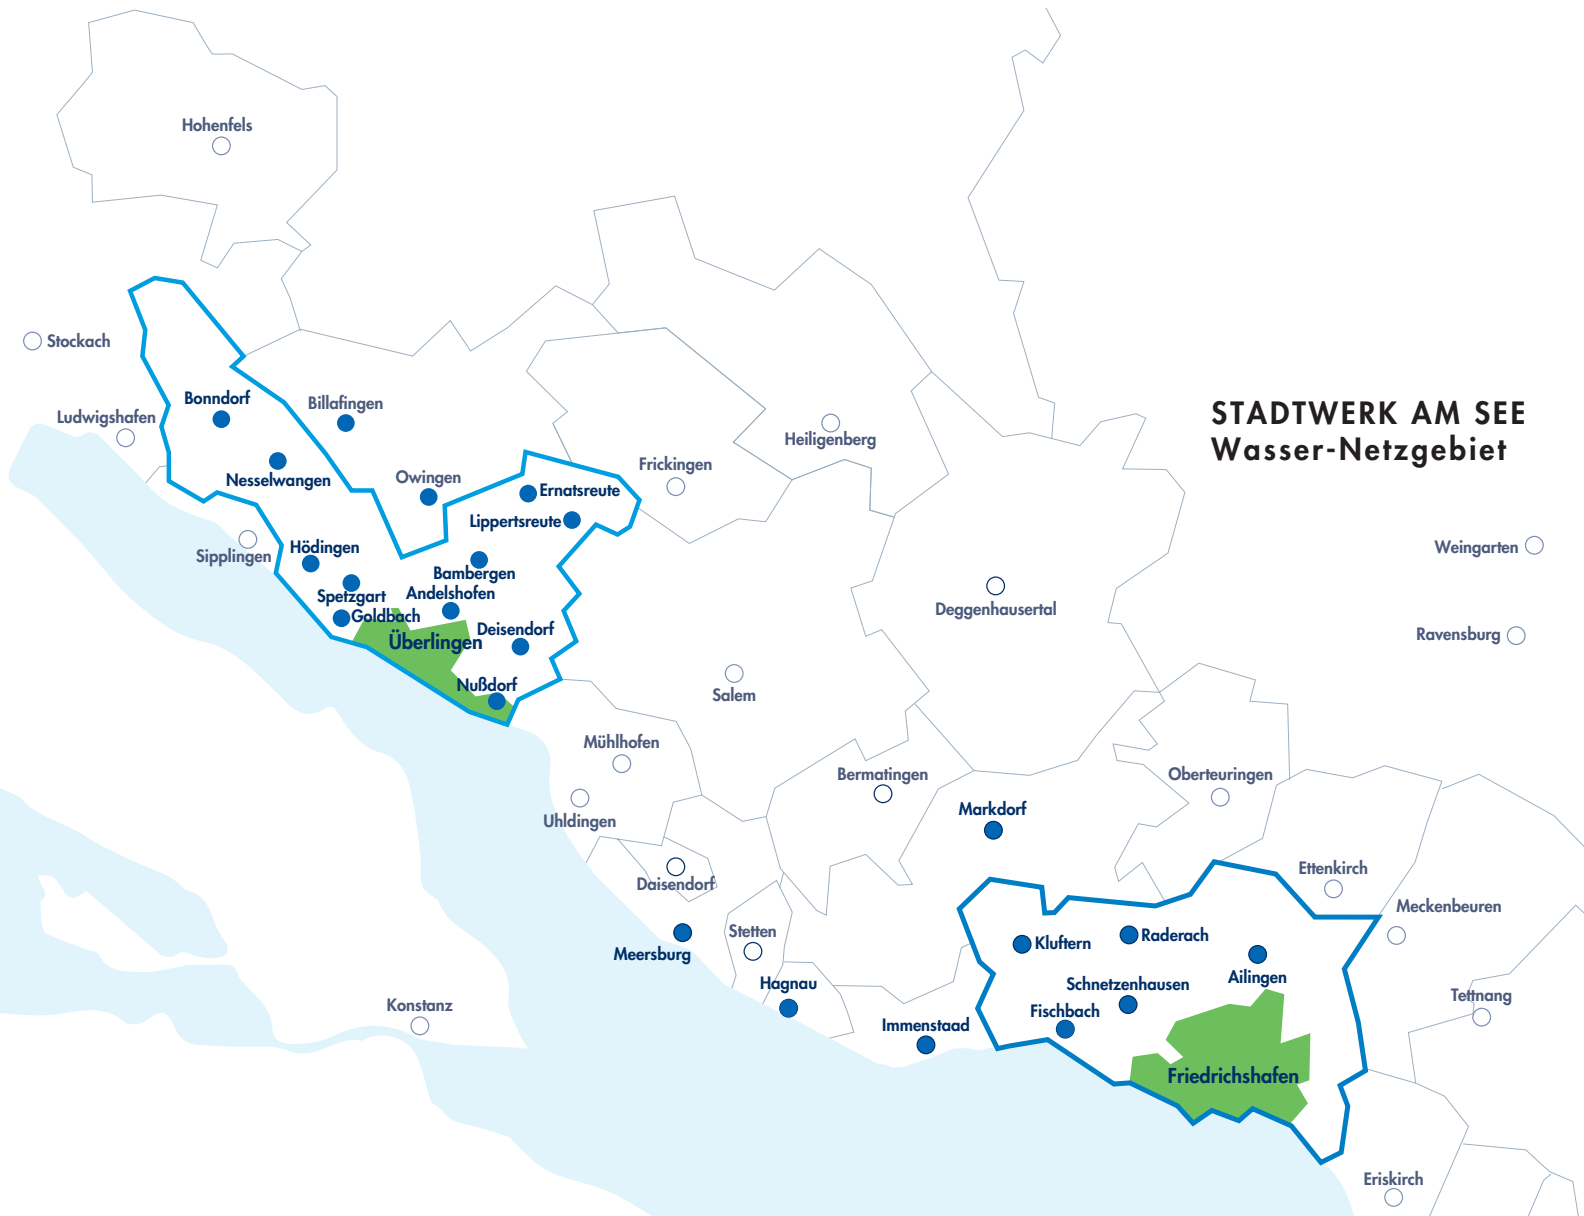 Hohenfels
Stockach
Bonndorf
Billafingen
Ludwigshafen
STADTWERK AM SEE
Wasser-Netzgebiet
Heiligenberg
Frickingen
Nesselwangen
Owingen
Ernatsreute
Lippertsreute
Weingarten
Sipplingen
Hödingen
Bambergen
Spetzgart
Andelshofen
Goldbach
Deggenhausertal
Überlingen
Deisendorf
Ravensburg
Nußdorf
Salem
Mühlhofen
Bermatingen
Oberteuringen
Markdorf
Uhldingen
Ettenkirch
Daisendorf
Meckenbeuren
Stetten
Kluftern
Raderach
Meersburg
Hagnau
Schnetzenhausen
Ailingen
Tettnang
Konstanz
Fischbach
Immenstaad
Friedrichshafen
Eriskirch